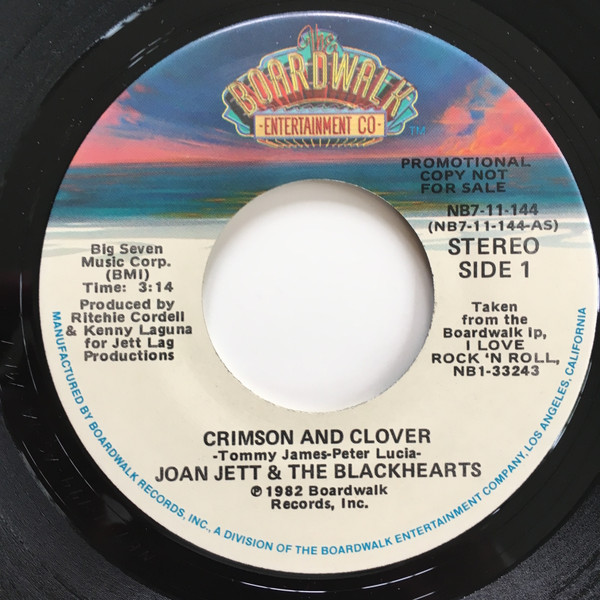 The
BOARDWALK
-ENTERTAINMENT CO-
TM
PROMOTIONAL
COPY NOT
FOR SALE
NB7-11-144
(NB7-11-144-AS)
STEREO
SIDE 1
Big Seven
Music Corp.
(BMI)
Time: 3:14
Produced by
Ritchie Cordell
& Kenny Laguna
for Jett Lag
Productions
Taken
from the
Boardwalk lp,
I LOVE
ROCK 'N ROLL,
NB1-33243
CRIMSON AND CLOVER
-Tommy James-Peter Lucia-
JOAN JETT & THE BLACKHEARTS
℗ 1982 Boardwalk
Records, Inc.
MANUFACTURED BY BOARDWALK RECORDS, INC., A DIVISION OF THE BOARDWALK ENTERTAINMENT COMPANY, LOS ANGELES, CALIFORNIA